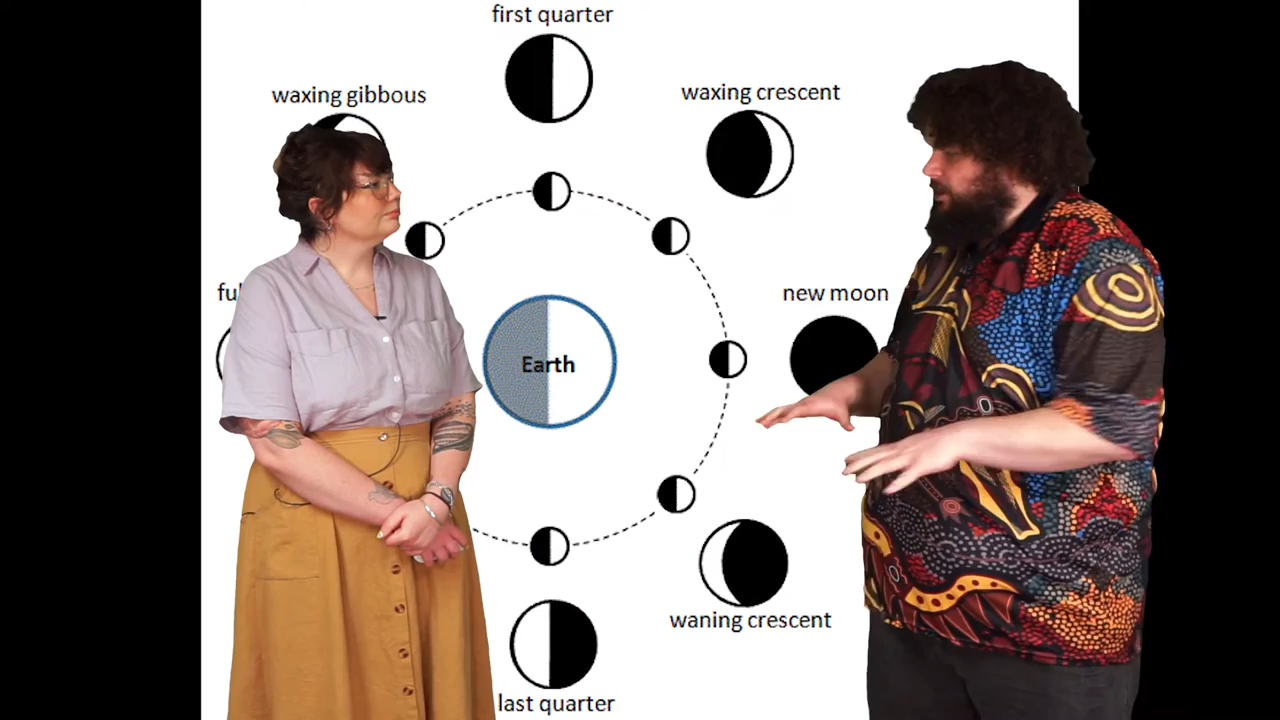 first quarter
waxing gibbous
waxing crescent
new moon
Earth
waning crescent
last quarter